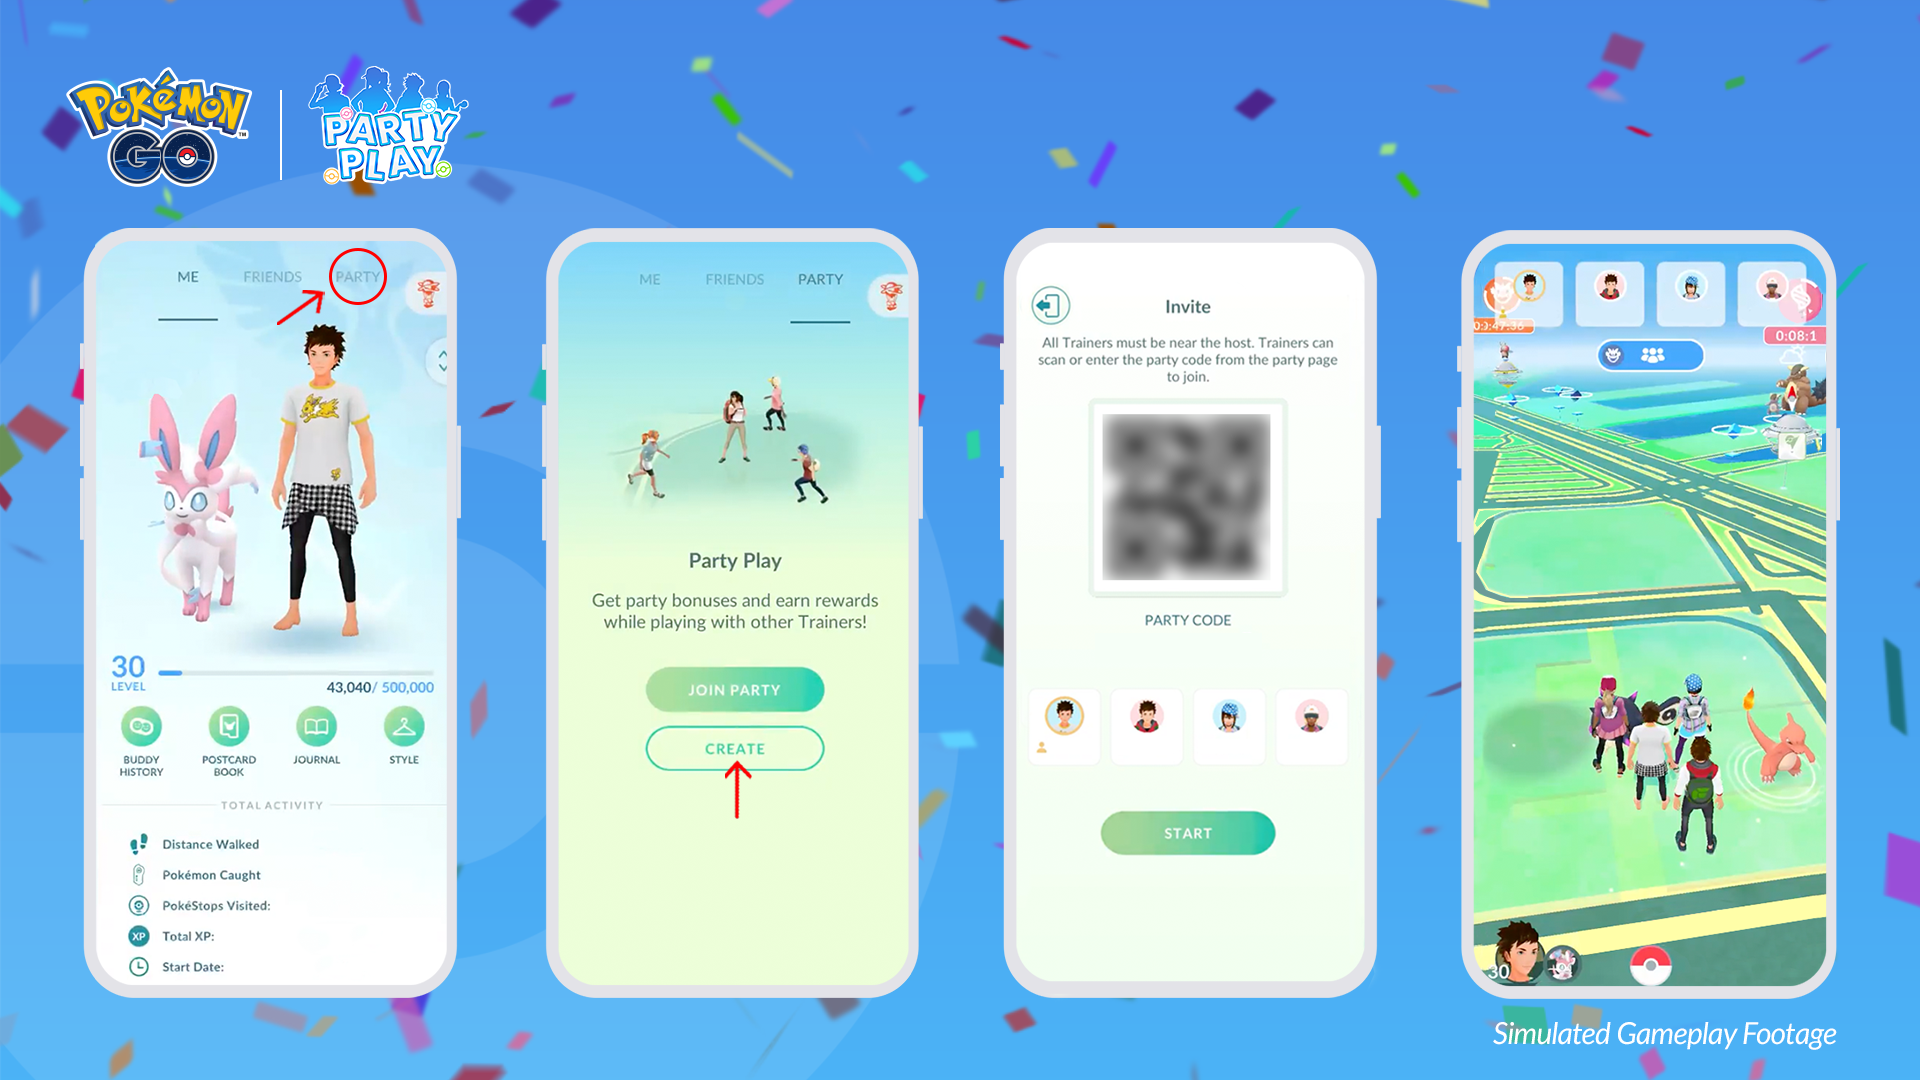 POKÉMON
GO
PARTY
PLAY
ME FRIENDS PARTY
30
LEVEL
43,040/ 500,000
BUDDY
HISTORY
POSTCARD
BOOK
JOURNAL
STYLE
TOTAL ACTIVITY
Distance Walked
Pokémon Caught
PokéStops Visited:
XP Total XP:
Start Date:
ME FRIENDS PARTY
Party Play
Get party bonuses and earn rewards
while playing with other Trainers!
JOIN PARTY
CREATE
Invite
All Trainers must be near the host. Trainers can
scan or enter the party code from the party page
to join.
PARTY CODE
START
0:47:36
0:08:1
30
Simulated Gameplay Footage